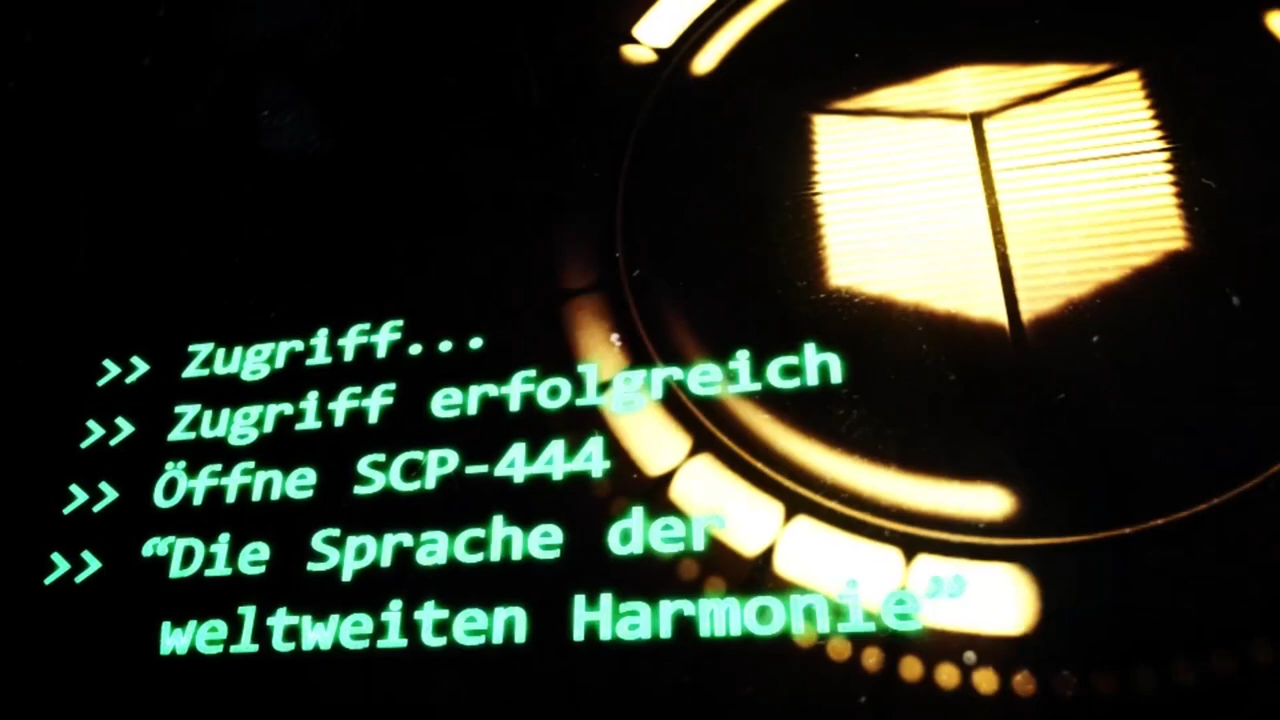 >> Zugriff...
>> Zugriff erfolgreich
>> Öffne SCP-444
>> “Die Sprache der
weltweiten Harmonie”